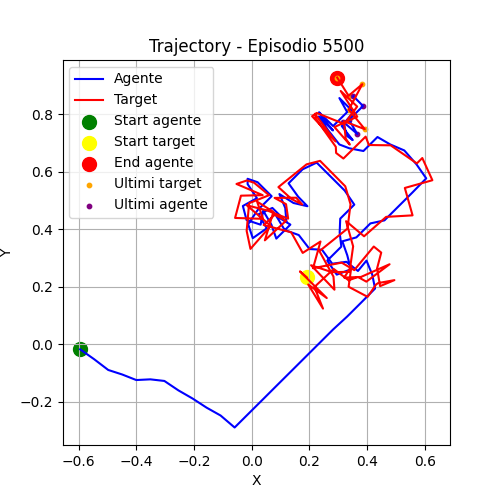 Trajectory - Episodio 5500
Agente
Target
Start agente
Start target
End agente
Ultimi target
Ultimi agente
Y
0.8
0.6
0.4
0.2
0.0
−0.2
−0.6
−0.4
−0.2
0.0
0.2
0.4
0.6
X